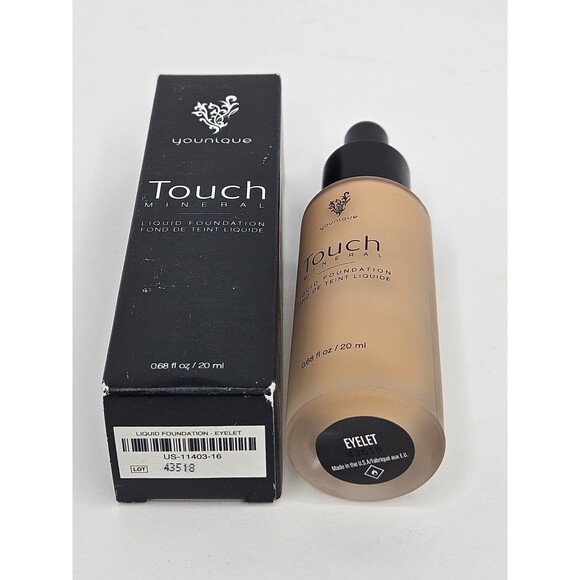 younique
Touch
MINERAL
LIQUID FOUNDATION
FOND DE TEINT LIQUIDE
0.68 fl oz / 20 ml
LIQUID FOUNDATION - EYELET
US-11403-16
LOT 43518
younique
Touch
MINERAL
LIQUID FOUNDATION
FOND DE TEINT LIQUIDE
0.68 fl oz / 20 ml
EYELET
Made in the U.S.A/Fabriqué aux E.U.